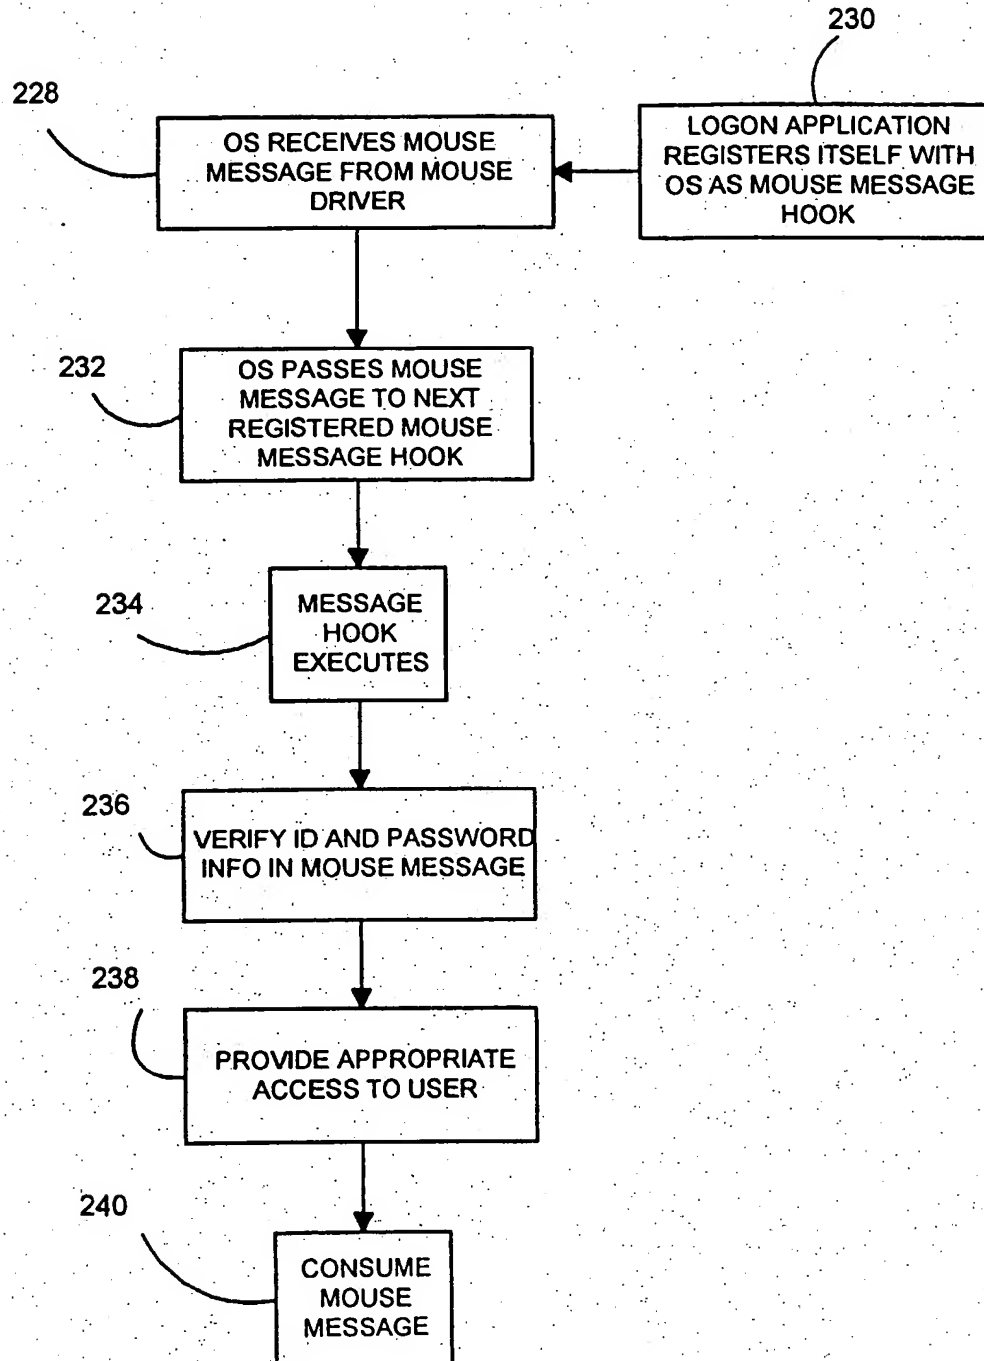 230
228
OS RECEIVES MOUSE
MESSAGE FROM MOUSE
DRIVER
LOGON APPLICATION
REGISTERS ITSELF WITH
OS AS MOUSE MESSAGE
HOOK
232
OS PASSES MOUSE
MESSAGE TO NEXT
REGISTERED MOUSE
MESSAGE HOOK
234
MESSAGE
HOOK
EXECUTES
236
VERIFY ID AND PASSWORD
INFO IN MOUSE MESSAGE
238
PROVIDE APPROPRIATE
ACCESS TO USER
240
CONSUME
MOUSE
MESSAGE